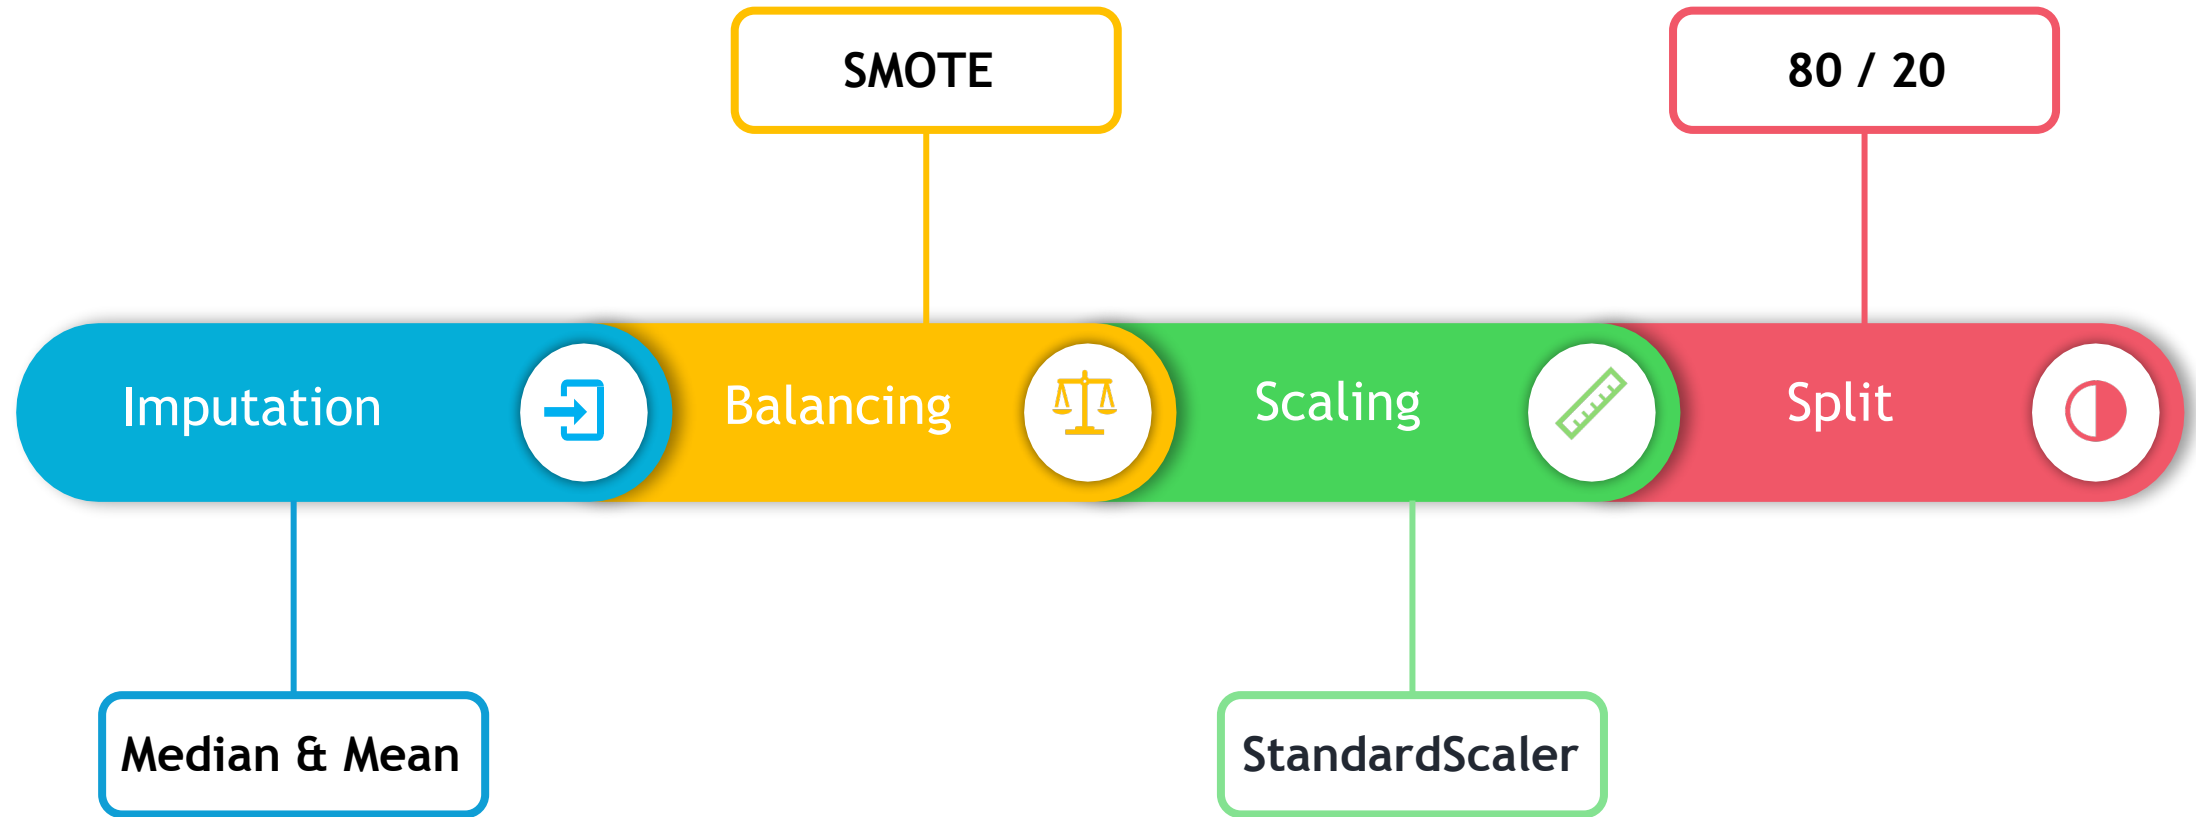 SMOTE
80 / 20
Imputation
Balancing
Scaling
Split
Median & Mean
StandardScaler